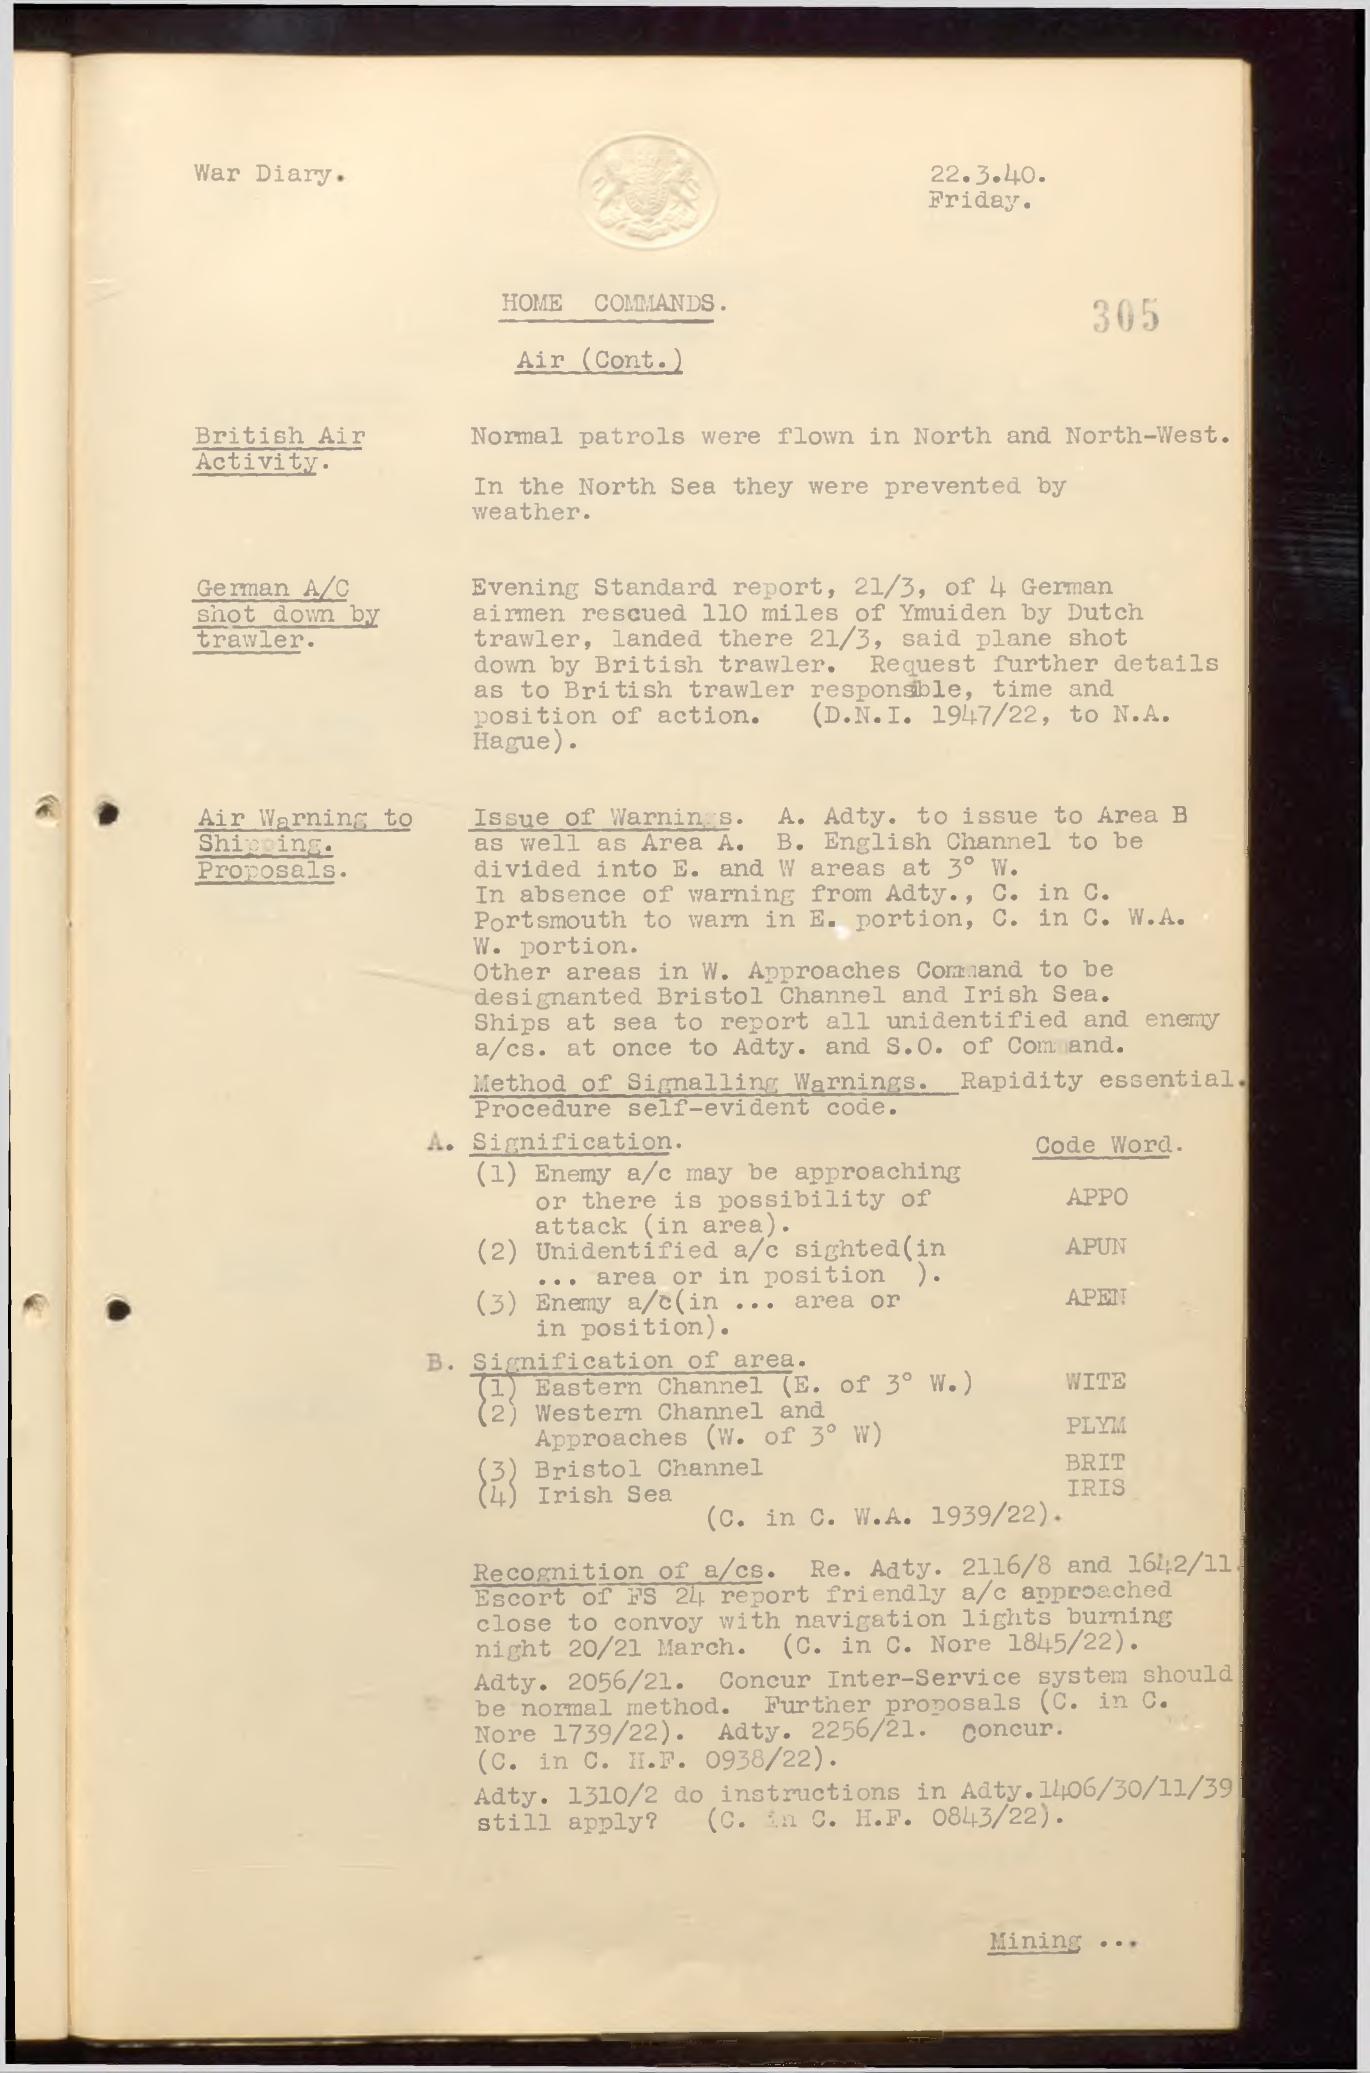 War Diary.
22.3.40.
Friday.
HOME COMMANDS.
305
Air (Cont.)
British Air
Activity.
Normal patrols were flown in North and North-West.
In the North Sea they were prevented by
weather.
German A/C
shot down by
trawler.
Evening Standard report, 21/3, of 4 German
airmen rescued 110 miles of Ymuiden by Dutch
trawler, landed there 21/3, said plane shot
down by British trawler. Request further details
as to British trawler responsible, time and
position of action. (D.N.I. 1947/22, to N.A.
Hague).
Air Warning to
Shipping.
Proposals.
Issue of Warnings. A. Adty. to issue to Area B
as well as Area A. B. English Channel to be
divided into E. and W areas at 3° W.
In absence of warning from Adty., C. in C.
Portsmouth to warn in E. portion, C. in C. W.A.
W. portion.
Other areas in W. Approaches Command to be
designanted Bristol Channel and Irish Sea.
Ships at sea to report all unidentified and enemy
a/cs. at once to Adty. and S.O. of Command.
Method of Signalling Warnings. Rapidity essential.
Procedure self-evident code.
A. Signification. Code Word.
(1) Enemy a/c may be approaching
or there is possibility of APPO
attack (in area).
(2) Unidentified a/c sighted(in APUN
... area or in position ).
(3) Enemy a/c(in ... area or APEN
in position).
B. Signification of area.
(1) Eastern Channel (E. of 3° W.) WITE
(2) Western Channel and
Approaches (W. of 3° W) PLYM
(3) Bristol Channel BRIT
(4) Irish Sea IRIS
(C. in C. W.A. 1939/22).
Recognition of a/cs. Re. Adty. 2116/8 and 1642/11.
Escort of FS 24 report friendly a/c approached
close to convoy with navigation lights burning
night 20/21 March. (C. in C. Nore 1845/22).
Adty. 2056/21. Concur Inter-Service system should
be normal method. Further proposals (C. in C.
Nore 1739/22). Adty. 2256/21. Concur.
(C. in C. H.F. 0938/22).
Adty. 1310/2 do instructions in Adty.1406/30/11/39
still apply? (C. in C. H.F. 0843/22).
Mining ...